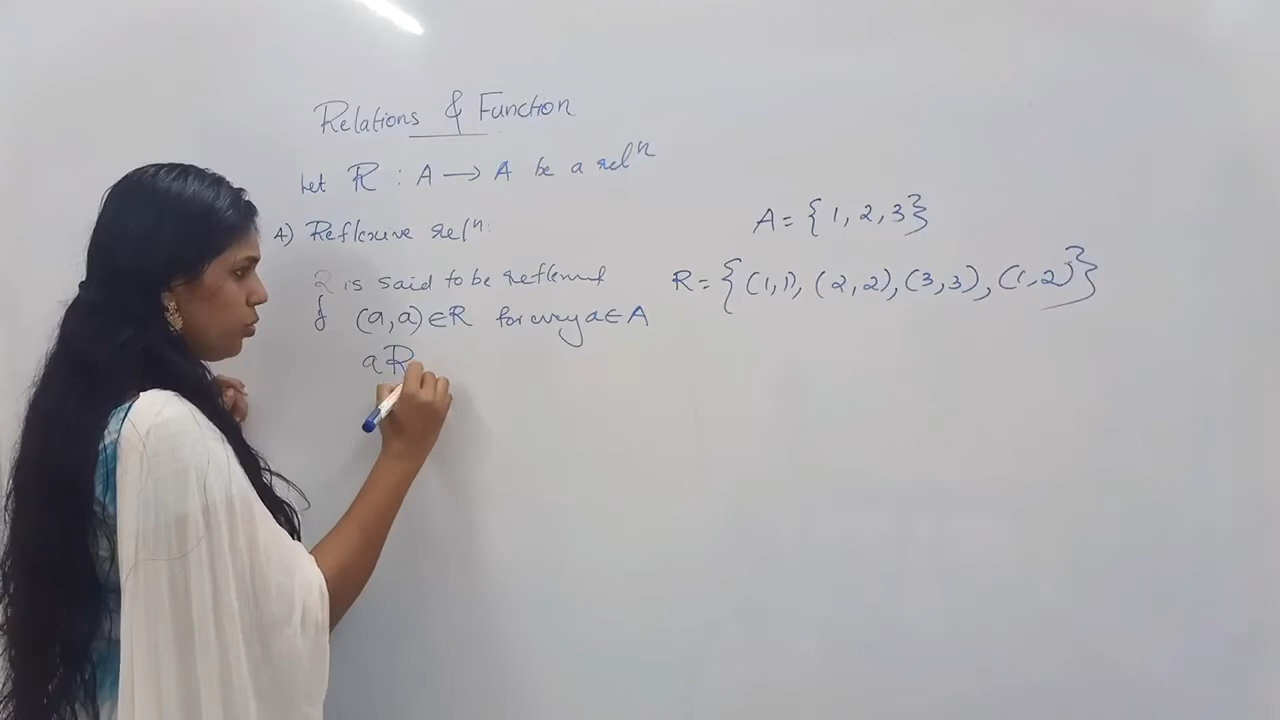 Relations & Function
Let R : A → A be a relⁿ
4) Reflexive relⁿ.
R is said to be reflexive
if (a,a) ∈ R for every a ∈ A
a R
A = {1, 2, 3}
R = {(1,1), (2,2), (3,3), (1,2)}